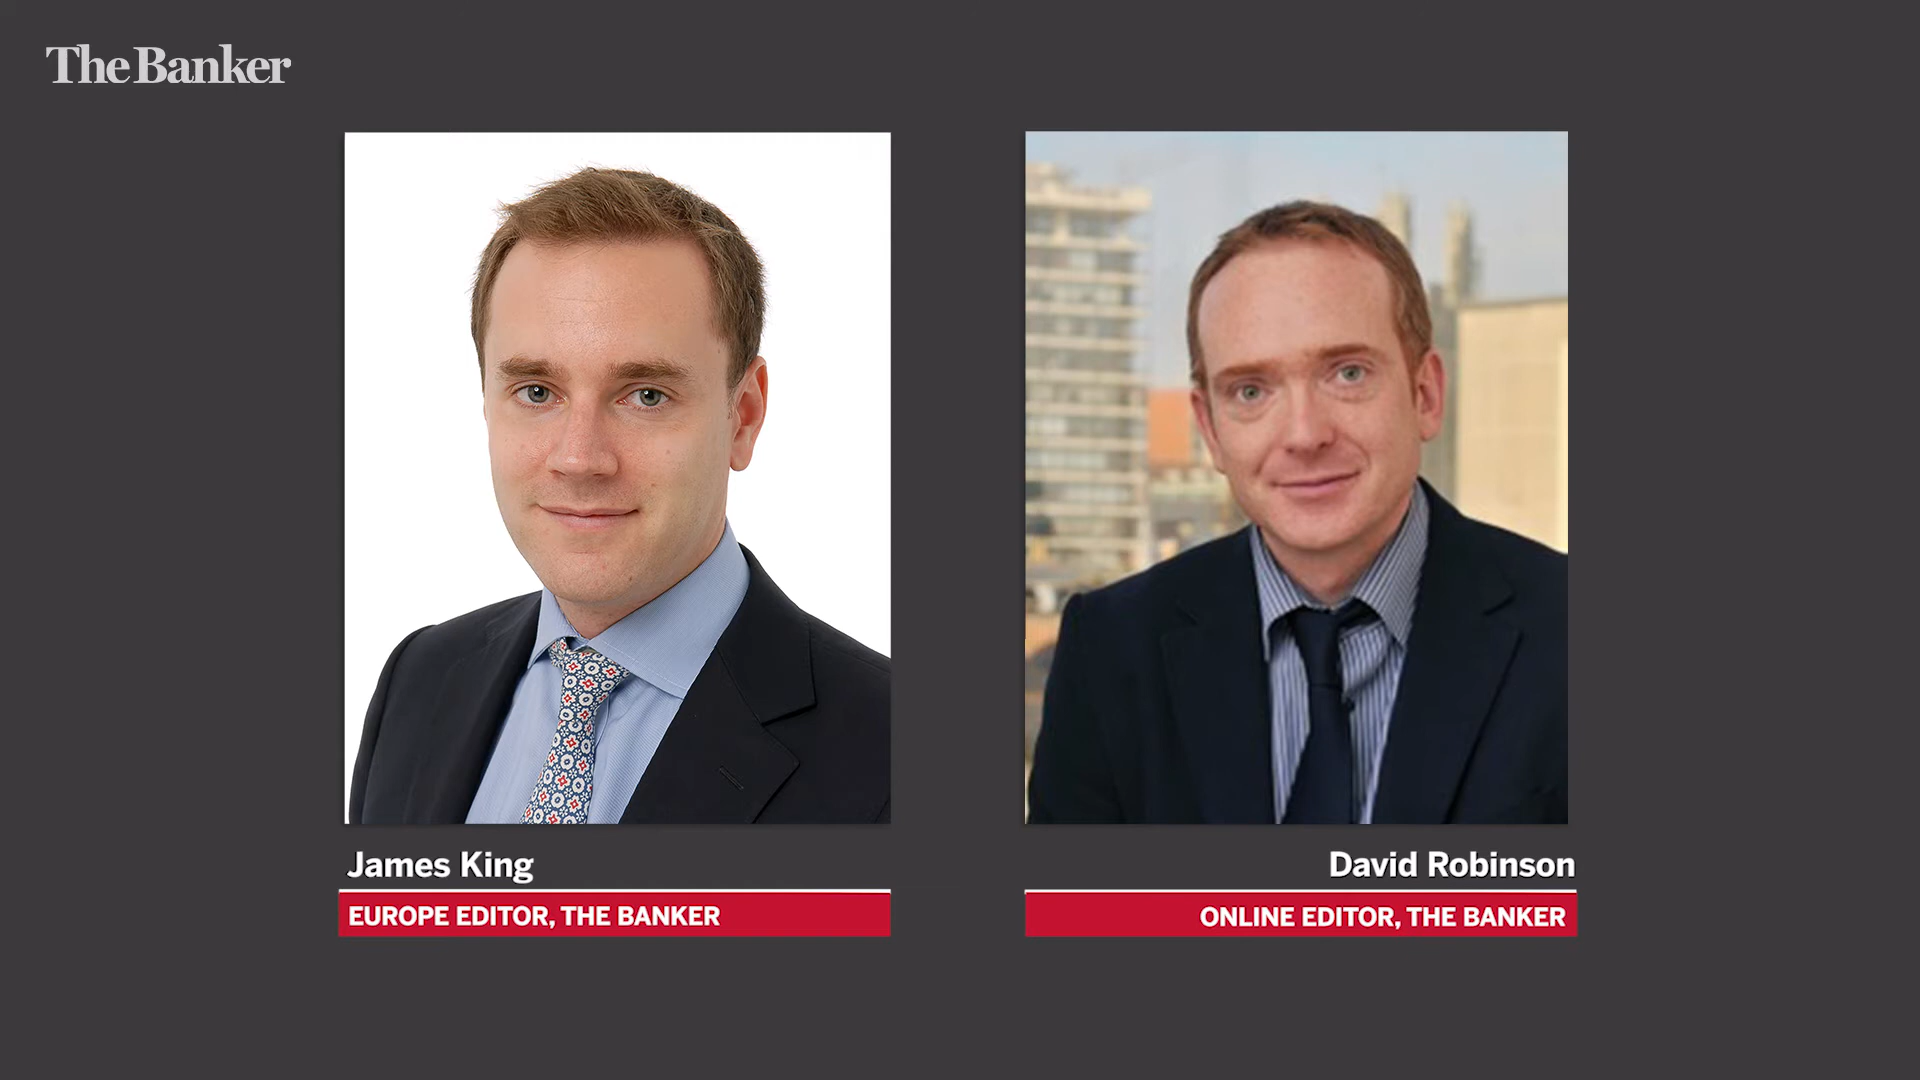 The Banker
James King
EUROPE EDITOR, THE BANKER
David Robinson
ONLINE EDITOR, THE BANKER